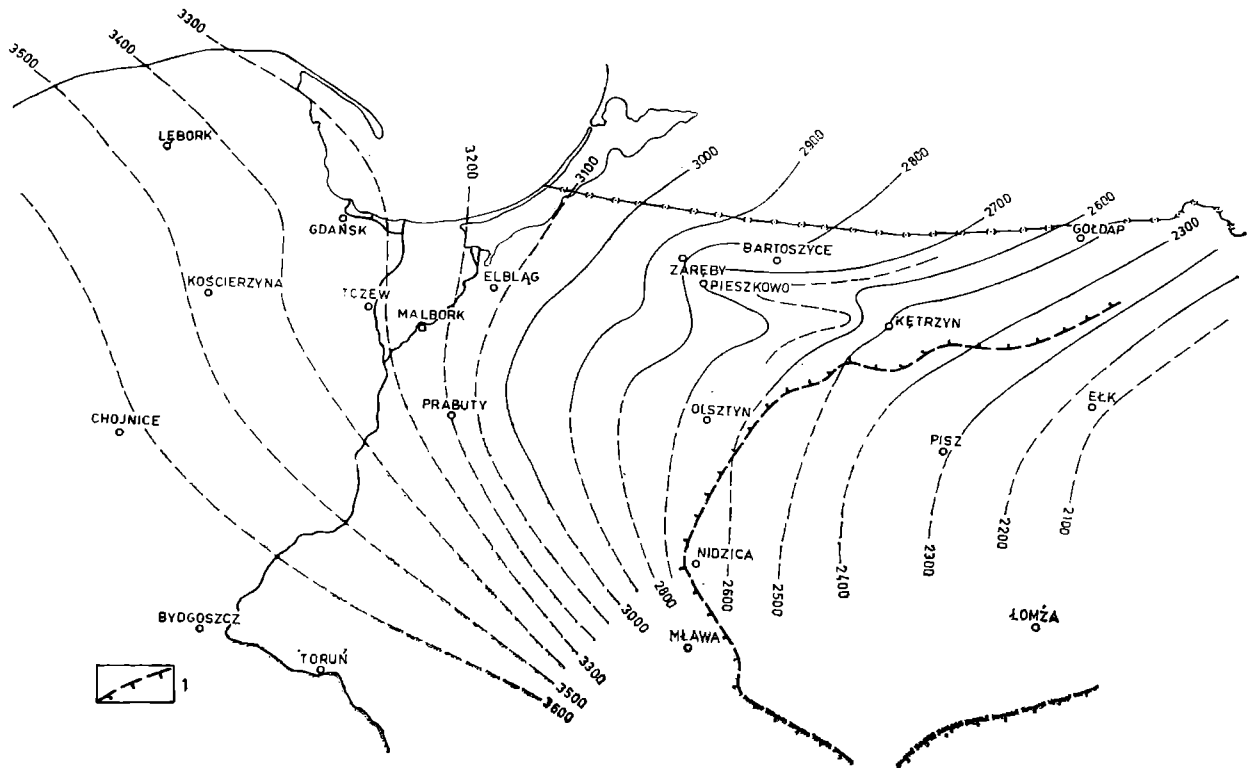 3300
3400
3500
LĘBORK
3200
3100
3000
2900
2800
2700
2600
2300
GDAŃSK
GOŁDAP
BARTOSZYCE
ZARĘBY
PIESZKOWO
ELBLĄG
KOŚCIERZYNA
TCZEW
MALBORK
KĘTRZYN
PRABUTY
OLSZTYN
EŁK
CHOJNICE
PISZ
NIDZICA
2100
2200
2300
2400
2500
2600
2800
3000
BYDGOSZCZ
MŁAWA
ŁOMŻA
TORUŃ
3300
3500
3600
1